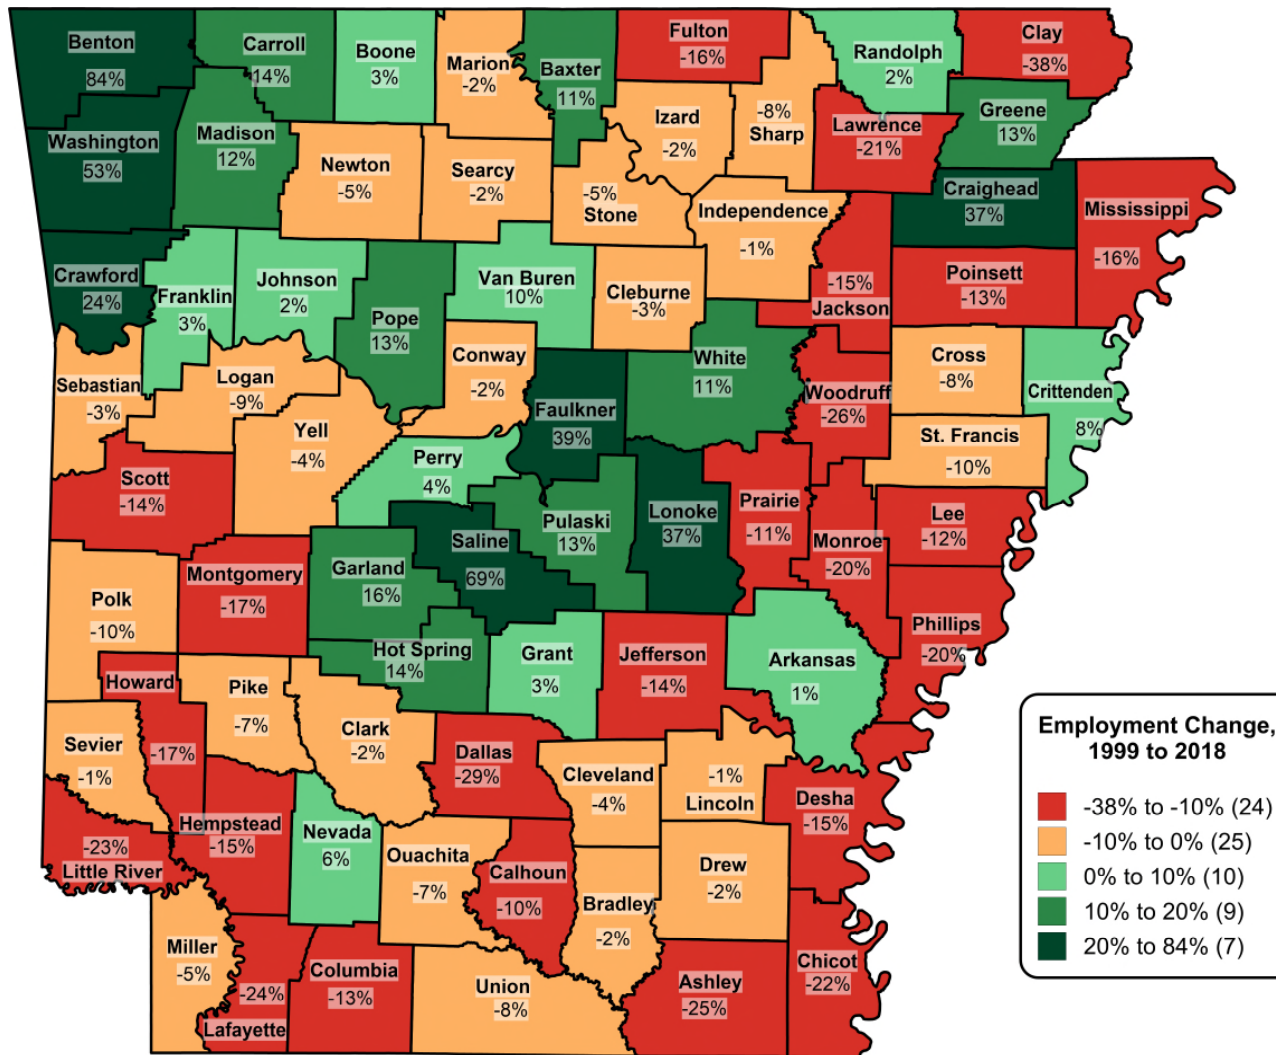 Benton
84%
Carroll
14%
Boone
3%
Marion
-2%
Baxter
11%
Fulton
-16%
Randolph
2%
Clay
-38%
Izard
-2%
-8%
Sharp
Lawrence
-21%
Greene
13%
Washington
53%
Madison
12%
Newton
-5%
Searcy
-2%
-5%
Stone
Independence
-1%
Craighead
37%
Mississippi
-16%
Crawford
24%
Franklin
3%
Johnson
2%
Pope
13%
Van Buren
10%
Cleburne
-3%
-15%
Jackson
Poinsett
-13%
Sebastian
-3%
Logan
-9%
Conway
-2%
White
11%
Woodruff
-26%
Cross
-8%
Crittenden
8%
Yell
-4%
Faulkner
39%
St. Francis
-10%
Scott
-14%
Perry
4%
Pulaski
13%
Lonoke
37%
Prairie
-11%
Monroe
-20%
Lee
-12%
Saline
69%
Polk
-10%
Montgomery
-17%
Garland
16%
Phillips
-20%
Hot Spring
14%
Grant
3%
Jefferson
-14%
Arkansas
1%
Howard
-17%
Pike
-7%
Clark
-2%
Sevier
-1%
Dallas
-29%
Cleveland
-4%
-1%
Lincoln
Desha
-15%
-23%
Little River
Hempstead
-15%
Nevada
6%
Ouachita
-7%
Calhoun
-10%
Drew
-2%
Bradley
-2%
Miller
-5%
-24%
Lafayette
Columbia
-13%
Union
-8%
Ashley
-25%
Chicot
-22%
Employment Change,
1999 to 2018
-38% to -10% (24)
-10% to 0% (25)
0% to 10% (10)
10% to 20% (9)
20% to 84% (7)